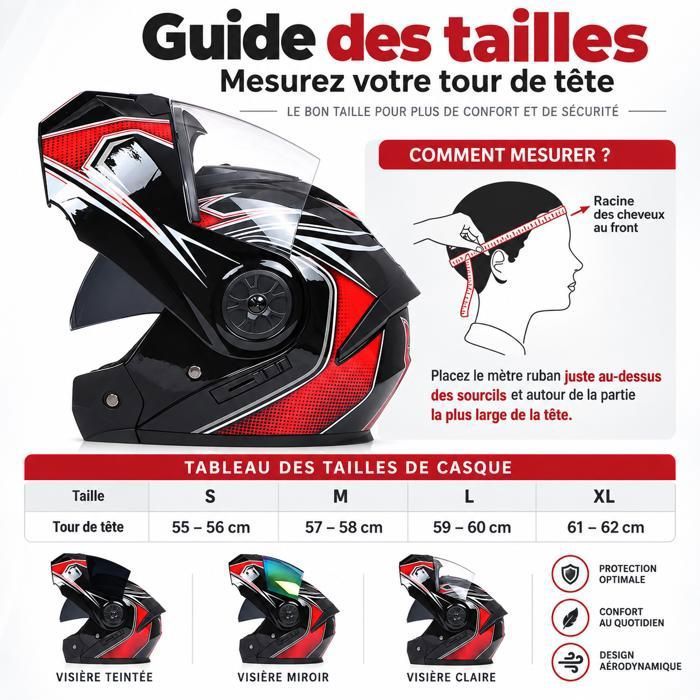 Guide des tailles
Mesurez votre tour de tête
LE BON TAILLE POUR PLUS DE CONFORT ET DE SÉCURITÉ
COMMENT MESURER ?
Racine
des cheveux
au front
Placez le mètre ruban juste au-dessus
des sourcils et autour de la partie
la plus large de la tête.
TABLEAU DES TAILLES DE CASQUE
Taille S M L XL
Tour de tête 55 – 56 cm 57 – 58 cm 59 – 60 cm 61 – 62 cm
VISIÈRE TEINTÉE
VISIÈRE MIROIR
VISIÈRE CLAIRE
PROTECTION
OPTIMALE
CONFORT
AU QUOTIDIEN
DESIGN
AÉRODYNAMIQUE